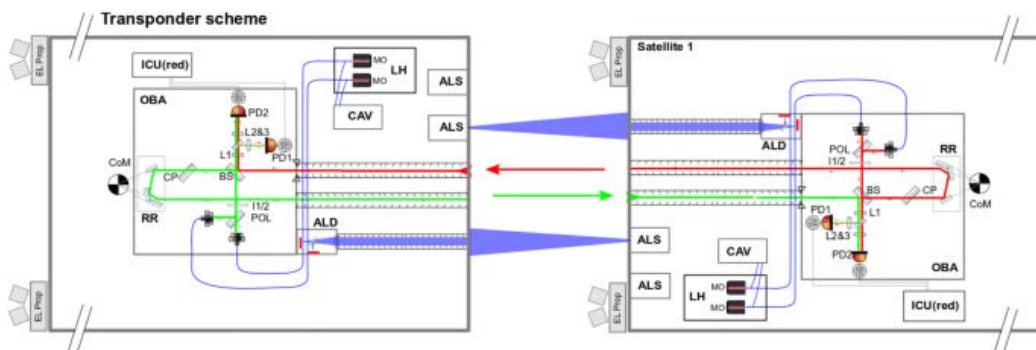 Transponder scheme
EL Prop
ICU(red)
MO
MO
LH
CAV
ALS
ALS
OBA
PD2
L2&3
PD1
L1
CoM
CP
BS
RR
I1/2
POL
ALD
EL Prop
Satellite 1
EL Prop
ALS
ALS
ALD
POL
I1/2
RR
BS
CP
CoM
PD1
L1
L2&3
PD2
OBA
CAV
LH
MO
MO
ICU(red)
EL Prop